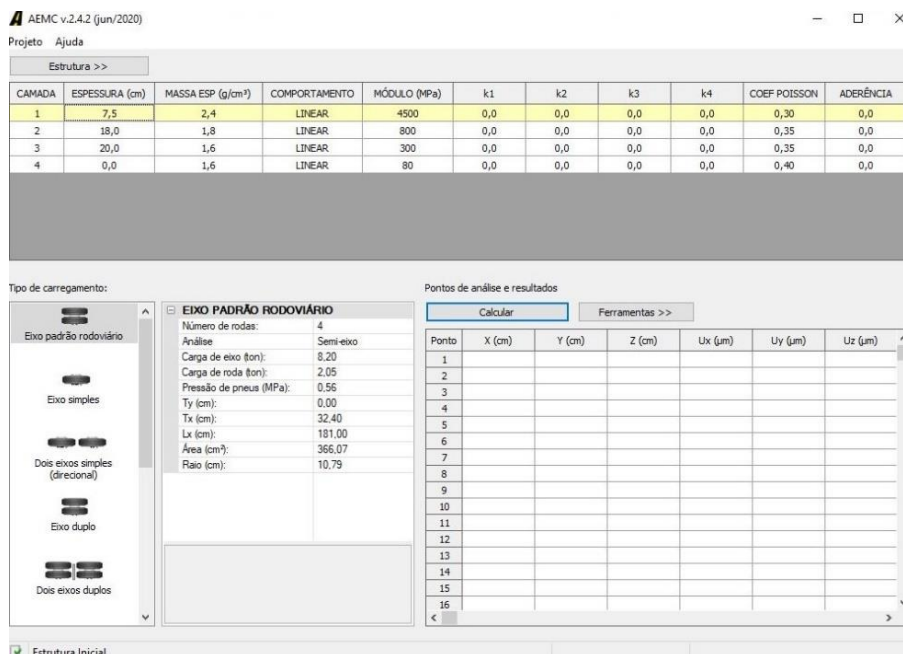 AEMC v.2.4.2 (jun/2020)
Projeto Ajuda
Estrutura >>
CAMADA ESPESSURA (cm) MASSA ESP (g/cm³) COMPORTAMENTO MÓDULO (MPa) k1 k2 k3 k4 COEF POISSON ADERÊNCIA
1 7,5 2,4 LINEAR 4500 0,0 0,0 0,0 0,0 0,30 0,0
2 18,0 1,8 LINEAR 800 0,0 0,0 0,0 0,0 0,35 0,0
3 20,0 1,6 LINEAR 300 0,0 0,0 0,0 0,0 0,35 0,0
4 0,0 1,6 LINEAR 80 0,0 0,0 0,0 0,0 0,40 0,0
Tipo de carregamento:
Eixo padrão rodoviário
Eixo simples
Dois eixos simples
(direcional)
Eixo duplo
Dois eixos duplos
EIXO PADRÃO RODOVIÁRIO
Número de rodas: 4
Análise Semi-eixo
Carga de eixo (ton): 8,20
Carga de roda (ton): 2,05
Pressão de pneus (MPa): 0,56
Ty (cm): 0,00
Tx (cm): 32,40
Lx (cm): 181,00
Área (cm²): 366,07
Raio (cm): 10,79
Pontos de análise e resultados
Calcular Ferramentas >>
Ponto X (cm) Y (cm) Z (cm) Ux (µm) Uy (µm) Uz (µm)
1
2
3
4
5
6
7
8
9
10
11
12
13
14
15
16
Estrutura Inicial